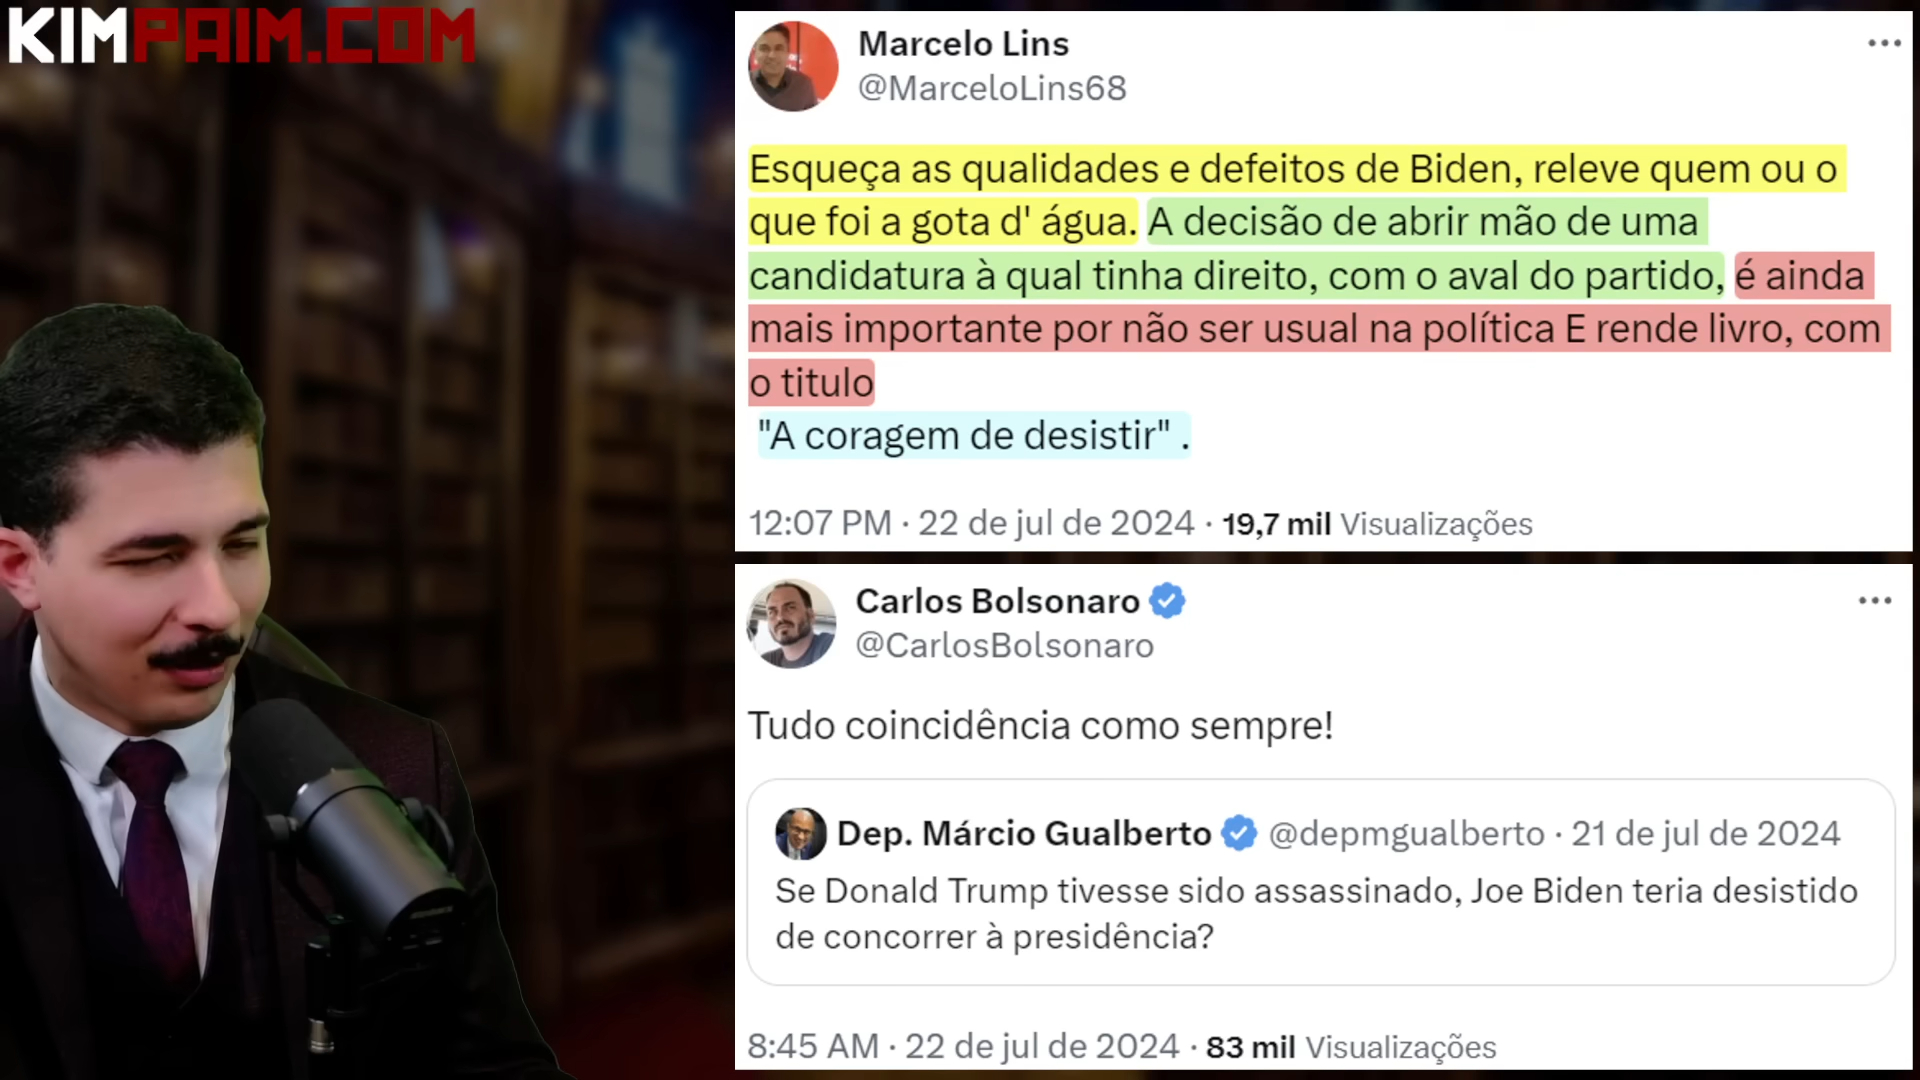 KIMPAIM.COM
Marcelo Lins
@MarceloLins68
Esqueça as qualidades e defeitos de Biden, releve quem ou o
que foi a gota d' água. A decisão de abrir mão de uma
candidatura à qual tinha direito, com o aval do partido, é ainda
mais importante por não ser usual na política E rende livro, com
o titulo
"A coragem de desistir" .
12:07 PM · 22 de jul de 2024 · 19,7 mil Visualizações
Carlos Bolsonaro
@CarlosBolsonaro
Tudo coincidência como sempre!
Dep. Márcio Gualberto @depmgualberto · 21 de jul de 2024
Se Donald Trump tivesse sido assassinado, Joe Biden teria desistido
de concorrer à presidência?
8:45 AM · 22 de jul de 2024 · 83 mil Visualizações